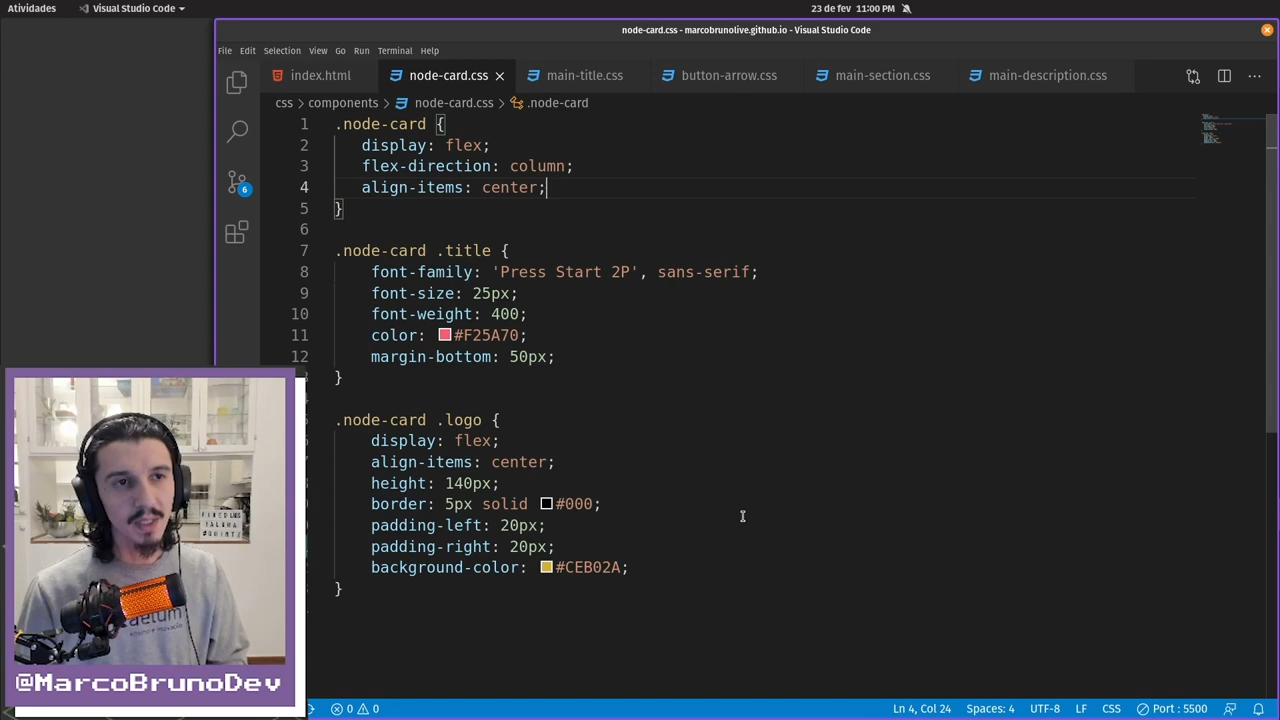 Atividades
Visual Studio Code
23 de fev 11:00 PM
node-card.css - marcobrunolive.github.io - Visual Studio Code
File Edit Selection View Go Run Terminal Help
index.html
node-card.css
main-title.css
button-arrow.css
main-section.css
main-description.css
css > components > node-card.css > .node-card
1 .node-card {
2 display: flex;
3 flex-direction: column;
4 align-items: center;
5 }
6
7 .node-card .title {
8 font-family: 'Press Start 2P', sans-serif;
9 font-size: 25px;
10 font-weight: 400;
11 color: #F25A70;
12 margin-bottom: 50px;
}
.node-card .logo {
display: flex;
align-items: center;
height: 140px;
border: 5px solid #000;
padding-left: 20px;
padding-right: 20px;
background-color: #CEB02A;
}
6
@MarcoBrunoDev
0 0
Ln 4, Col 24 Spaces: 4 UTF-8 LF CSS Port : 5500